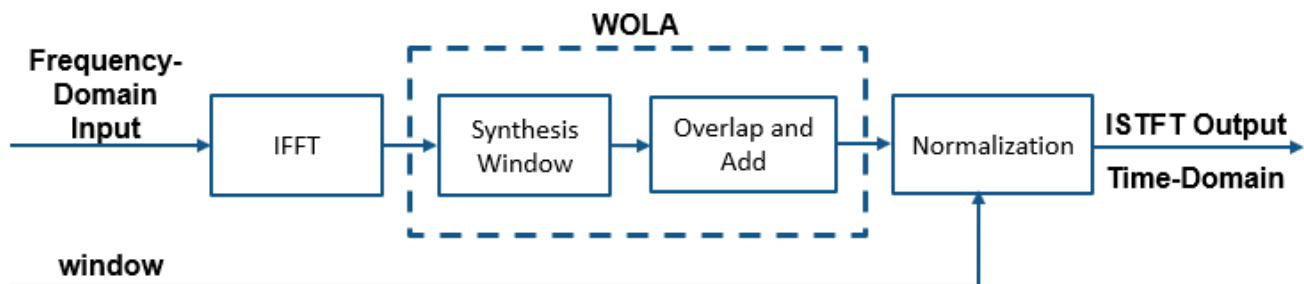 WOLA
Frequency-
Domain
Input
IFFT
Synthesis
Window
Overlap and
Add
Normalization
ISTFT Output
Time-Domain
window